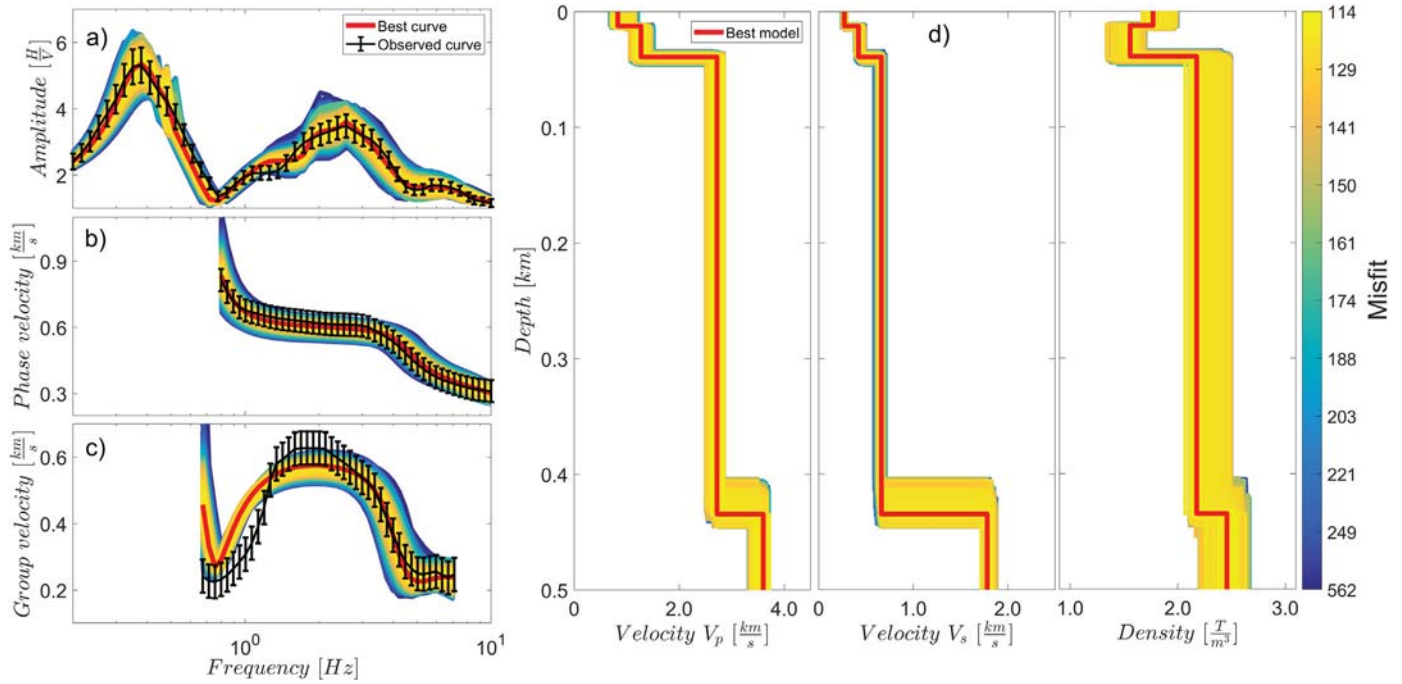 a)
Best curve
Observed curve
Amplitude [H/V]
6
4
2
b)
Phase velocity [km/s]
0.9
0.6
0.3
c)
Group velocity [km/s]
0.6
0.4
0.2
10^0
10^1
Frequency [Hz]
Best model
d)
Depth [km]
0
0.1
0.2
0.3
0.4
0.5
0 2.0 4.0
Velocity V_p [km/s]
0 1.0 2.0
Velocity V_s [km/s]
1.0 2.0 3.0
Density [T/m^3]
114
129
141
150
161
174
188
203
221
249
562
Misfit